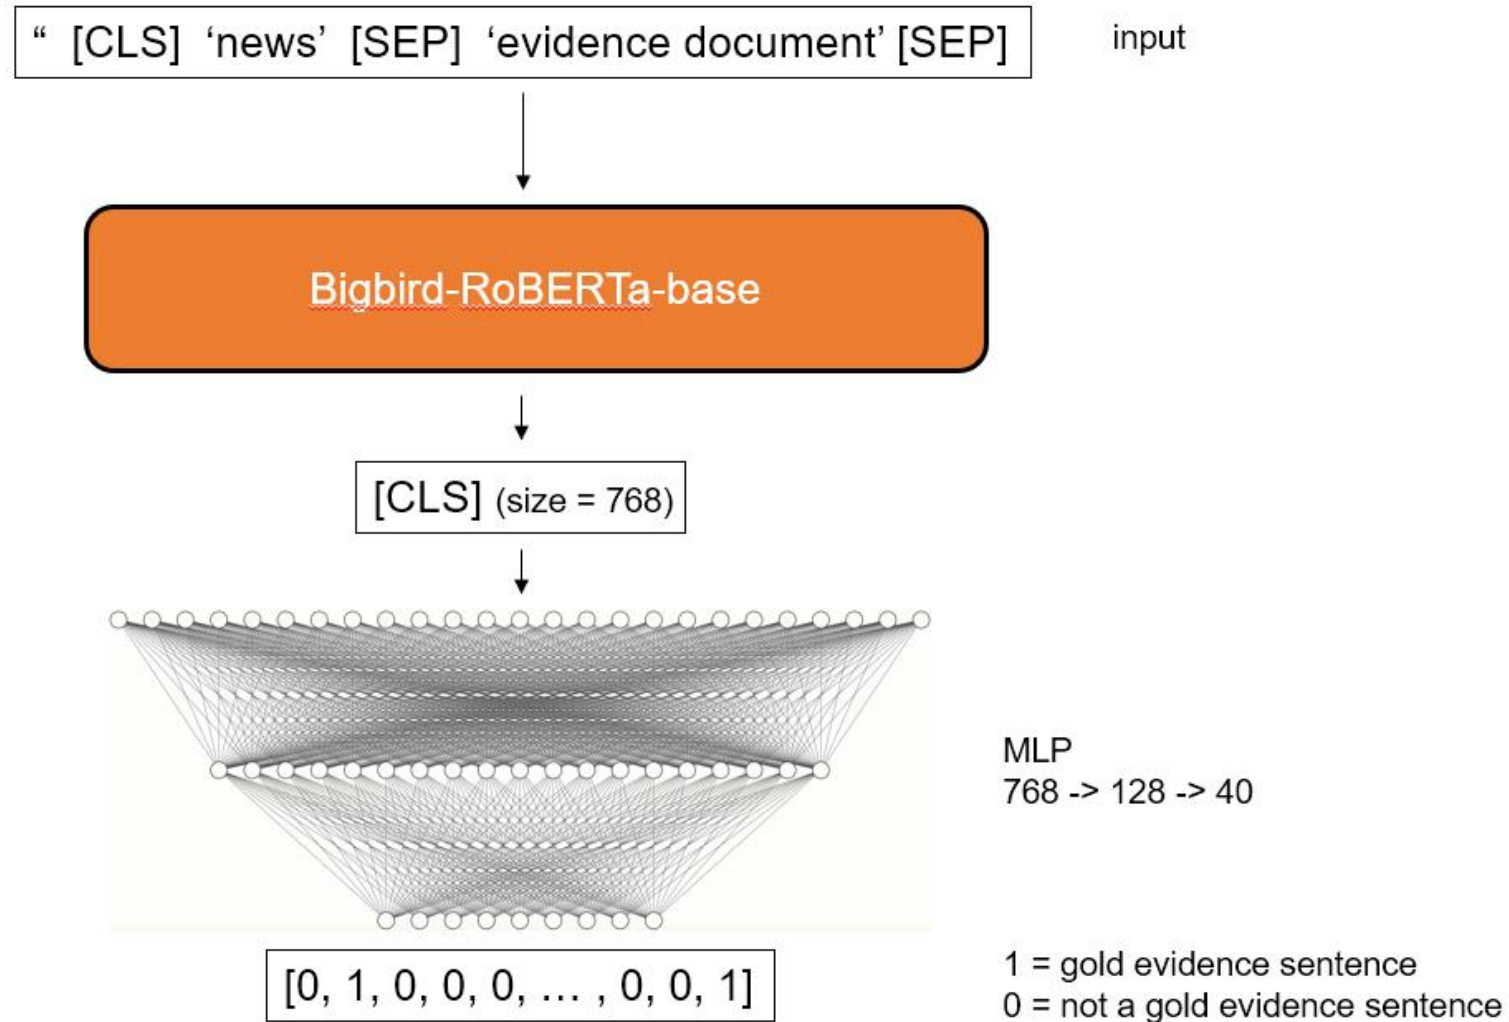 “ [CLS] ‘news’ [SEP] ‘evidence document’ [SEP]
input
Bigbird-RoBERTa-base
[CLS] (size = 768)
MLP
768 -> 128 -> 40
[0, 1, 0, 0, 0, ... , 0, 0, 1]
1 = gold evidence sentence
0 = not a gold evidence sentence